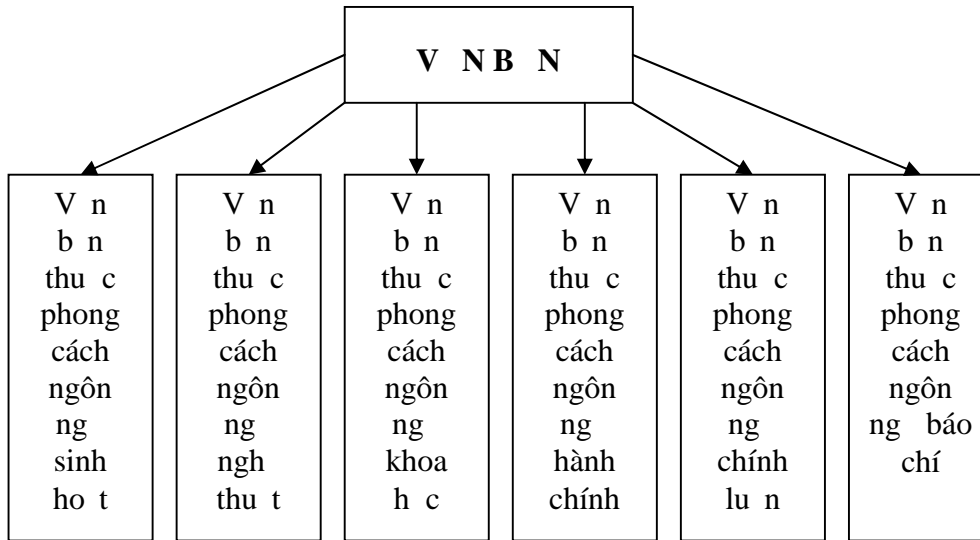 V N B N
V n
b n
thu c
phong
cách
ngôn
ng
sinh
ho t
V n
b n
thu c
phong
cách
ngôn
ng
ngh
thu t
V n
b n
thu c
phong
cách
ngôn
ng
khoa
h c
V n
b n
thu c
phong
cách
ngôn
ng
hành
chính
V n
b n
thu c
phong
cách
ngôn
ng
chính
lu n
V n
b n
thu c
phong
cách
ngôn
ng báo
chí